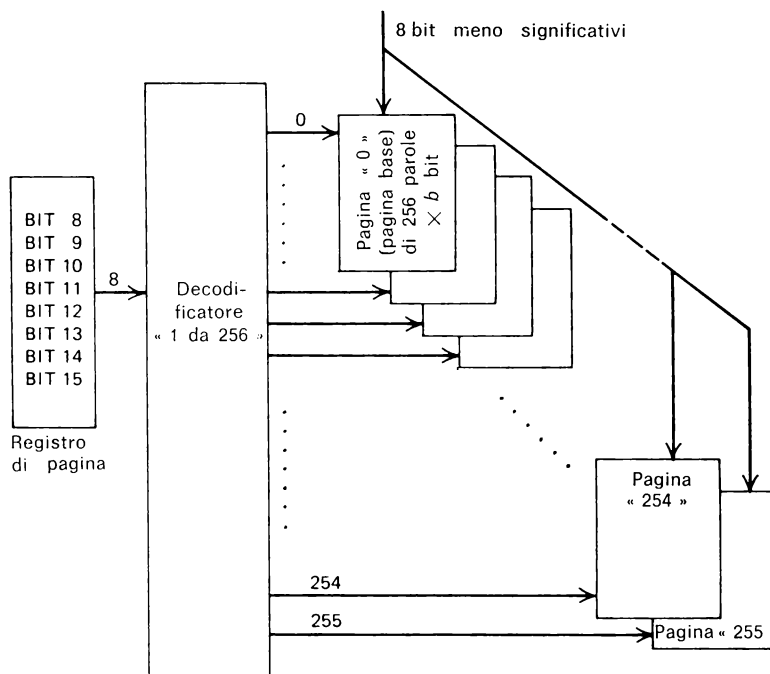 8 bit meno significativi
0
Pagina « 0 »
(pagina base)
di 256 parole
× b bit
BIT 8
BIT 9
BIT 10
BIT 11
BIT 12
BIT 13
BIT 14
BIT 15
8
Decodi-
ficatore
« 1 da 256 »
Registro
di pagina
Pagina
« 254 »
254
255
Pagina « 255